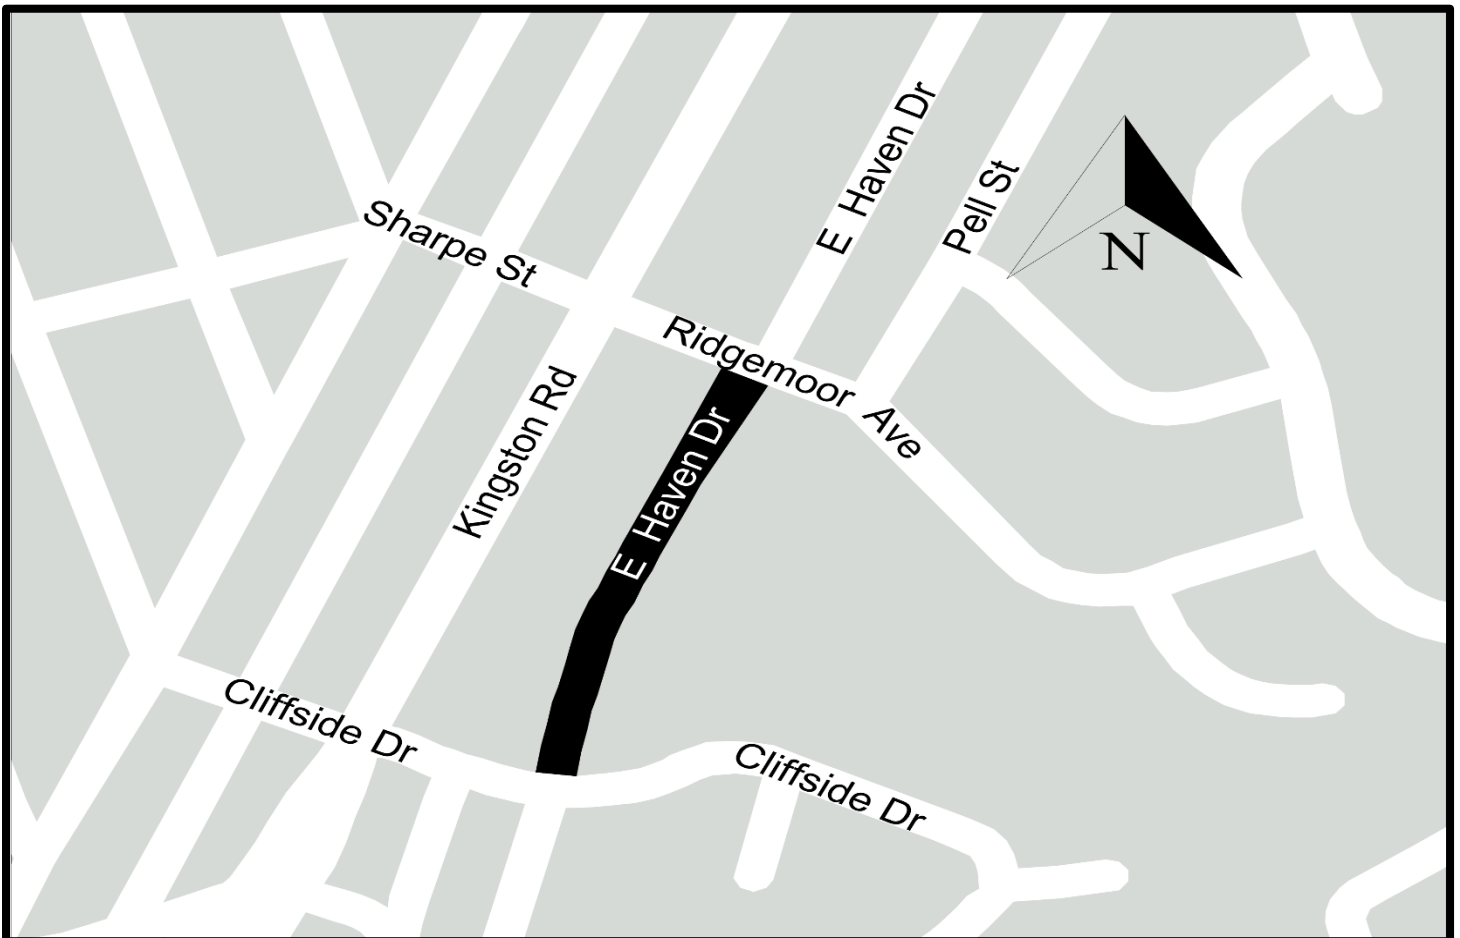 E Haven Dr
Pell St
Sharpe St
N
Ridgemoor Ave
Kingston Rd
E Haven Dr
Cliffside Dr
Cliffside Dr